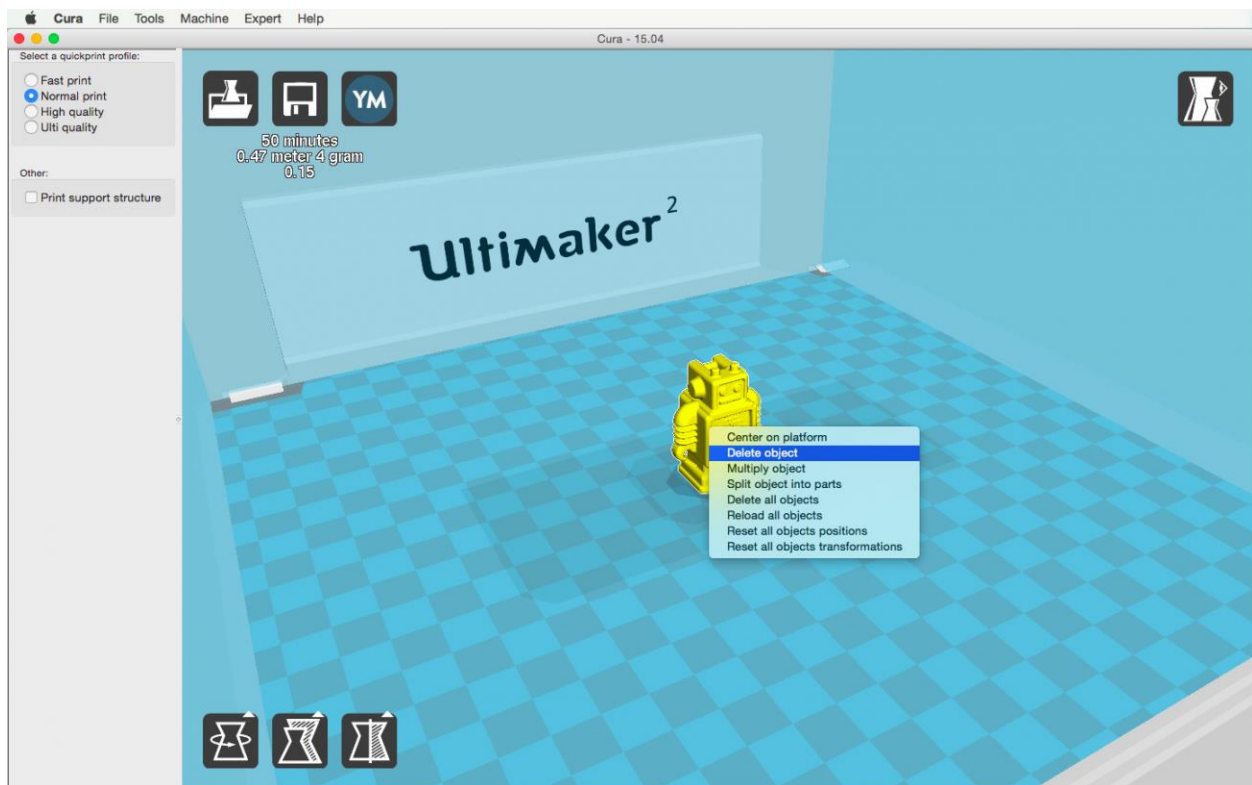 Cura File Tools Machine Expert Help
Cura - 15.04
Select a quickprint profile:
Fast print
Normal print
High quality
Ulti quality
Other:
Print support structure
YM
50 minutes
0.47 meter 4 gram
0.15
Ultimaker 2
Center on platform
Delete object
Multiply object
Split object into parts
Delete all objects
Reload all objects
Reset all objects positions
Reset all objects transformations